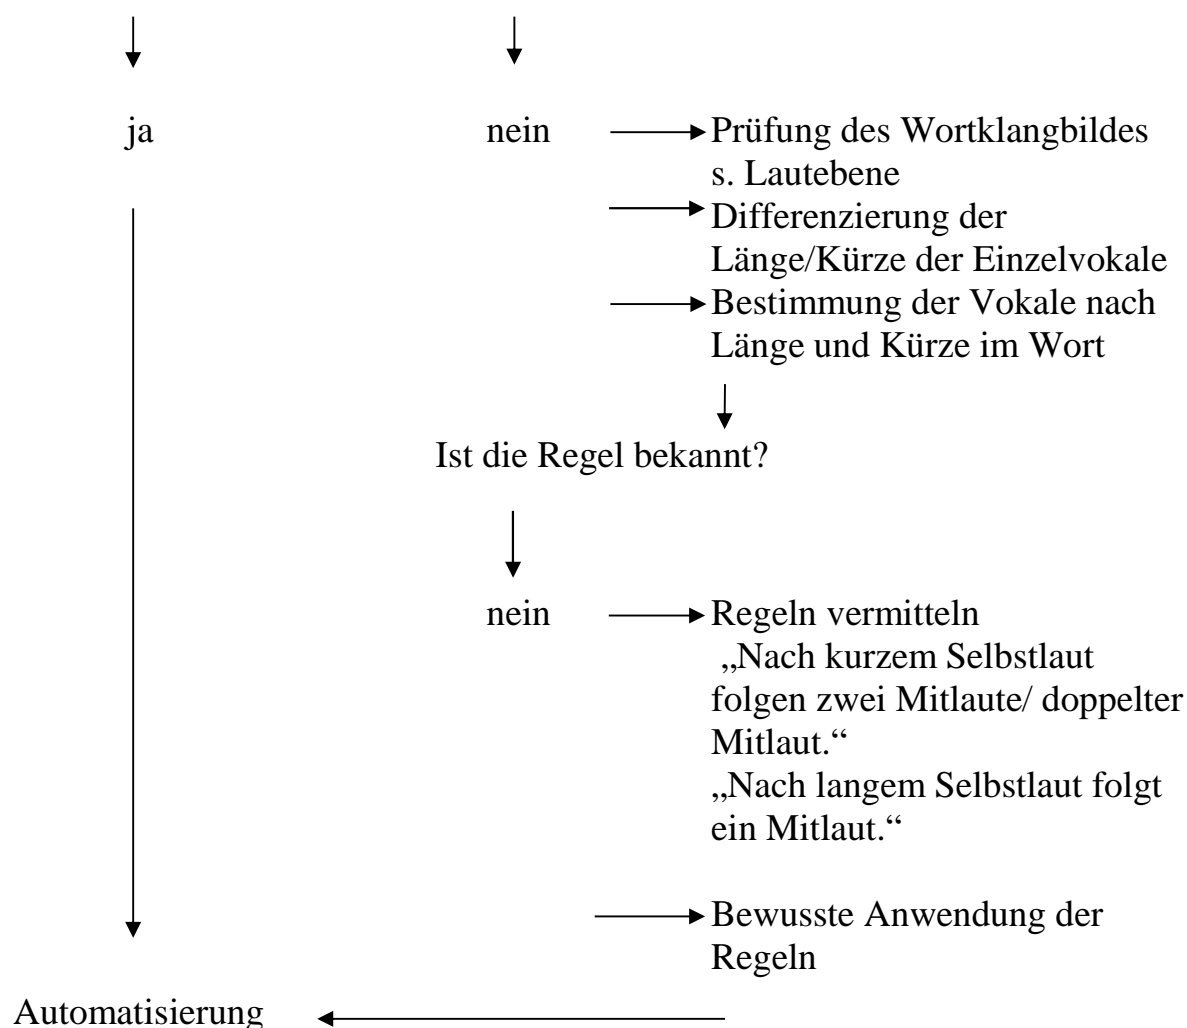 ja
nein
Prüfung des Wortklangbildes
s. Lautebene
Differenzierung der
Länge/Kürze der Einzelvokale
Bestimmung der Vokale nach
Länge und Kürze im Wort
Ist die Regel bekannt?
nein
Regeln vermitteln
„Nach kurzem Selbstlaut
folgen zwei Mitlaute/ doppelter
Mitlaut.“
„Nach langem Selbstlaut folgt
ein Mitlaut.“
Bewusste Anwendung der
Regeln
Automatisierung